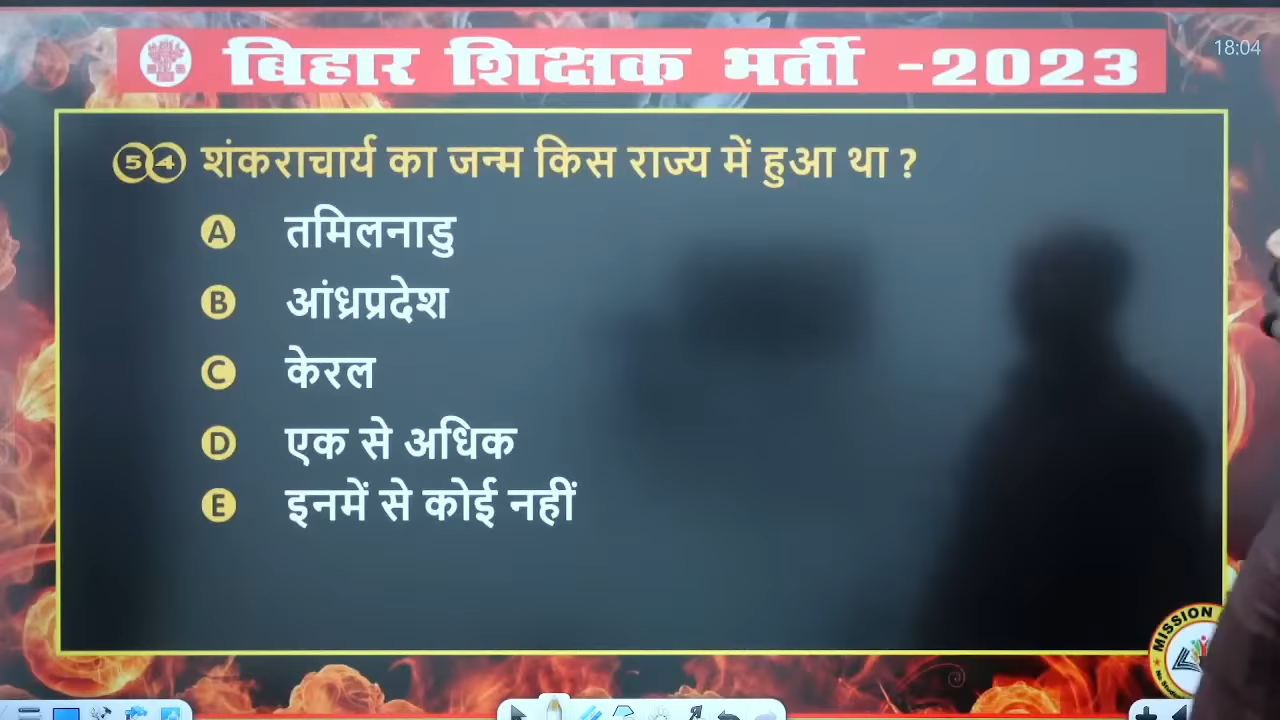 बिहार शिक्षक भर्ती -2023
18:04
54 शंकराचार्य का जन्म किस राज्य में हुआ था ?
A तमिलनाडु
B आंध्रप्रदेश
C केरल
D एक से अधिक
E इनमें से कोई नहीं
MISSION